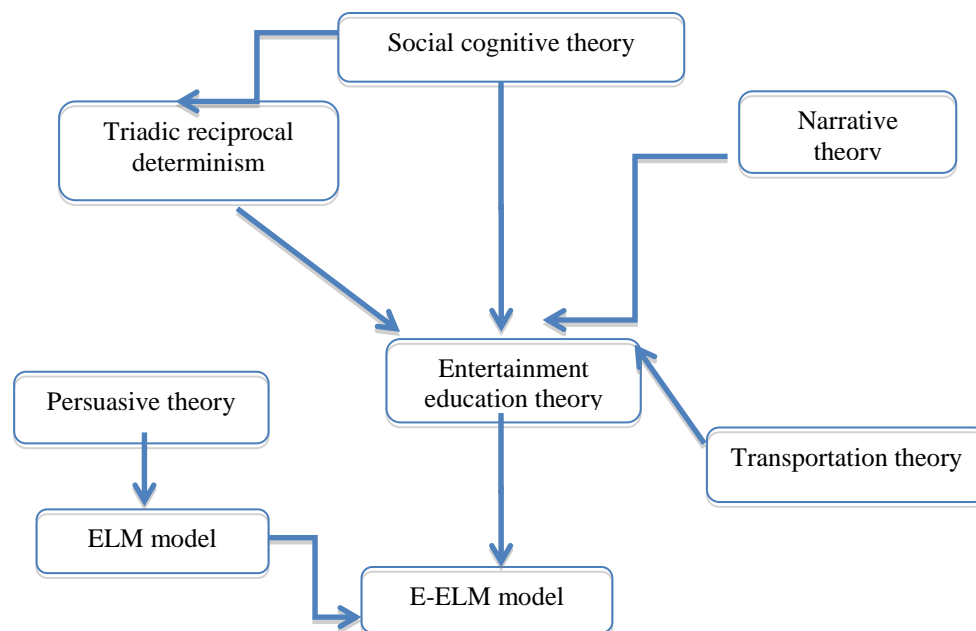 Social cognitive theory
Triadic reciprocal
determinism
Narrative
theory
Entertainment
education theory
Persuasive theory
Transportation theory
ELM model
E-ELM model